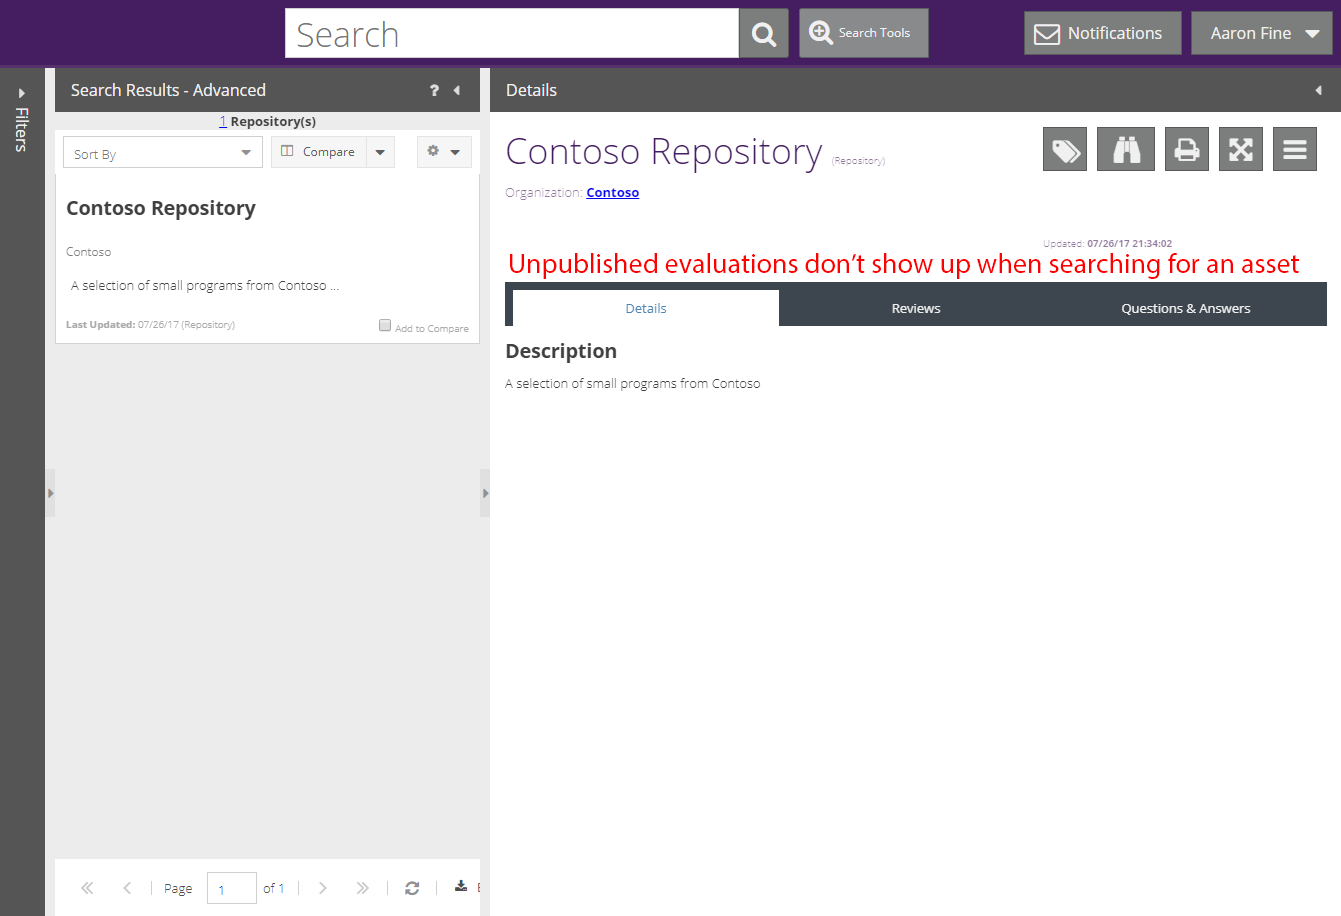 Search
Search Tools
Notifications
Aaron Fine
Filters
Search Results - Advanced
?
1 Repository(s)
Sort By
Compare
Contoso Repository
Contoso
A selection of small programs from Contoso ...
Last Updated: 07/26/17 (Repository)
Add to Compare
Page 1 of 1
Details
Contoso Repository (Repository)
Organization: Contoso
Updated: 07/26/17 21:34:02
Unpublished evaluations don't show up when searching for an asset
Details
Reviews
Questions & Answers
Description
A selection of small programs from Contoso